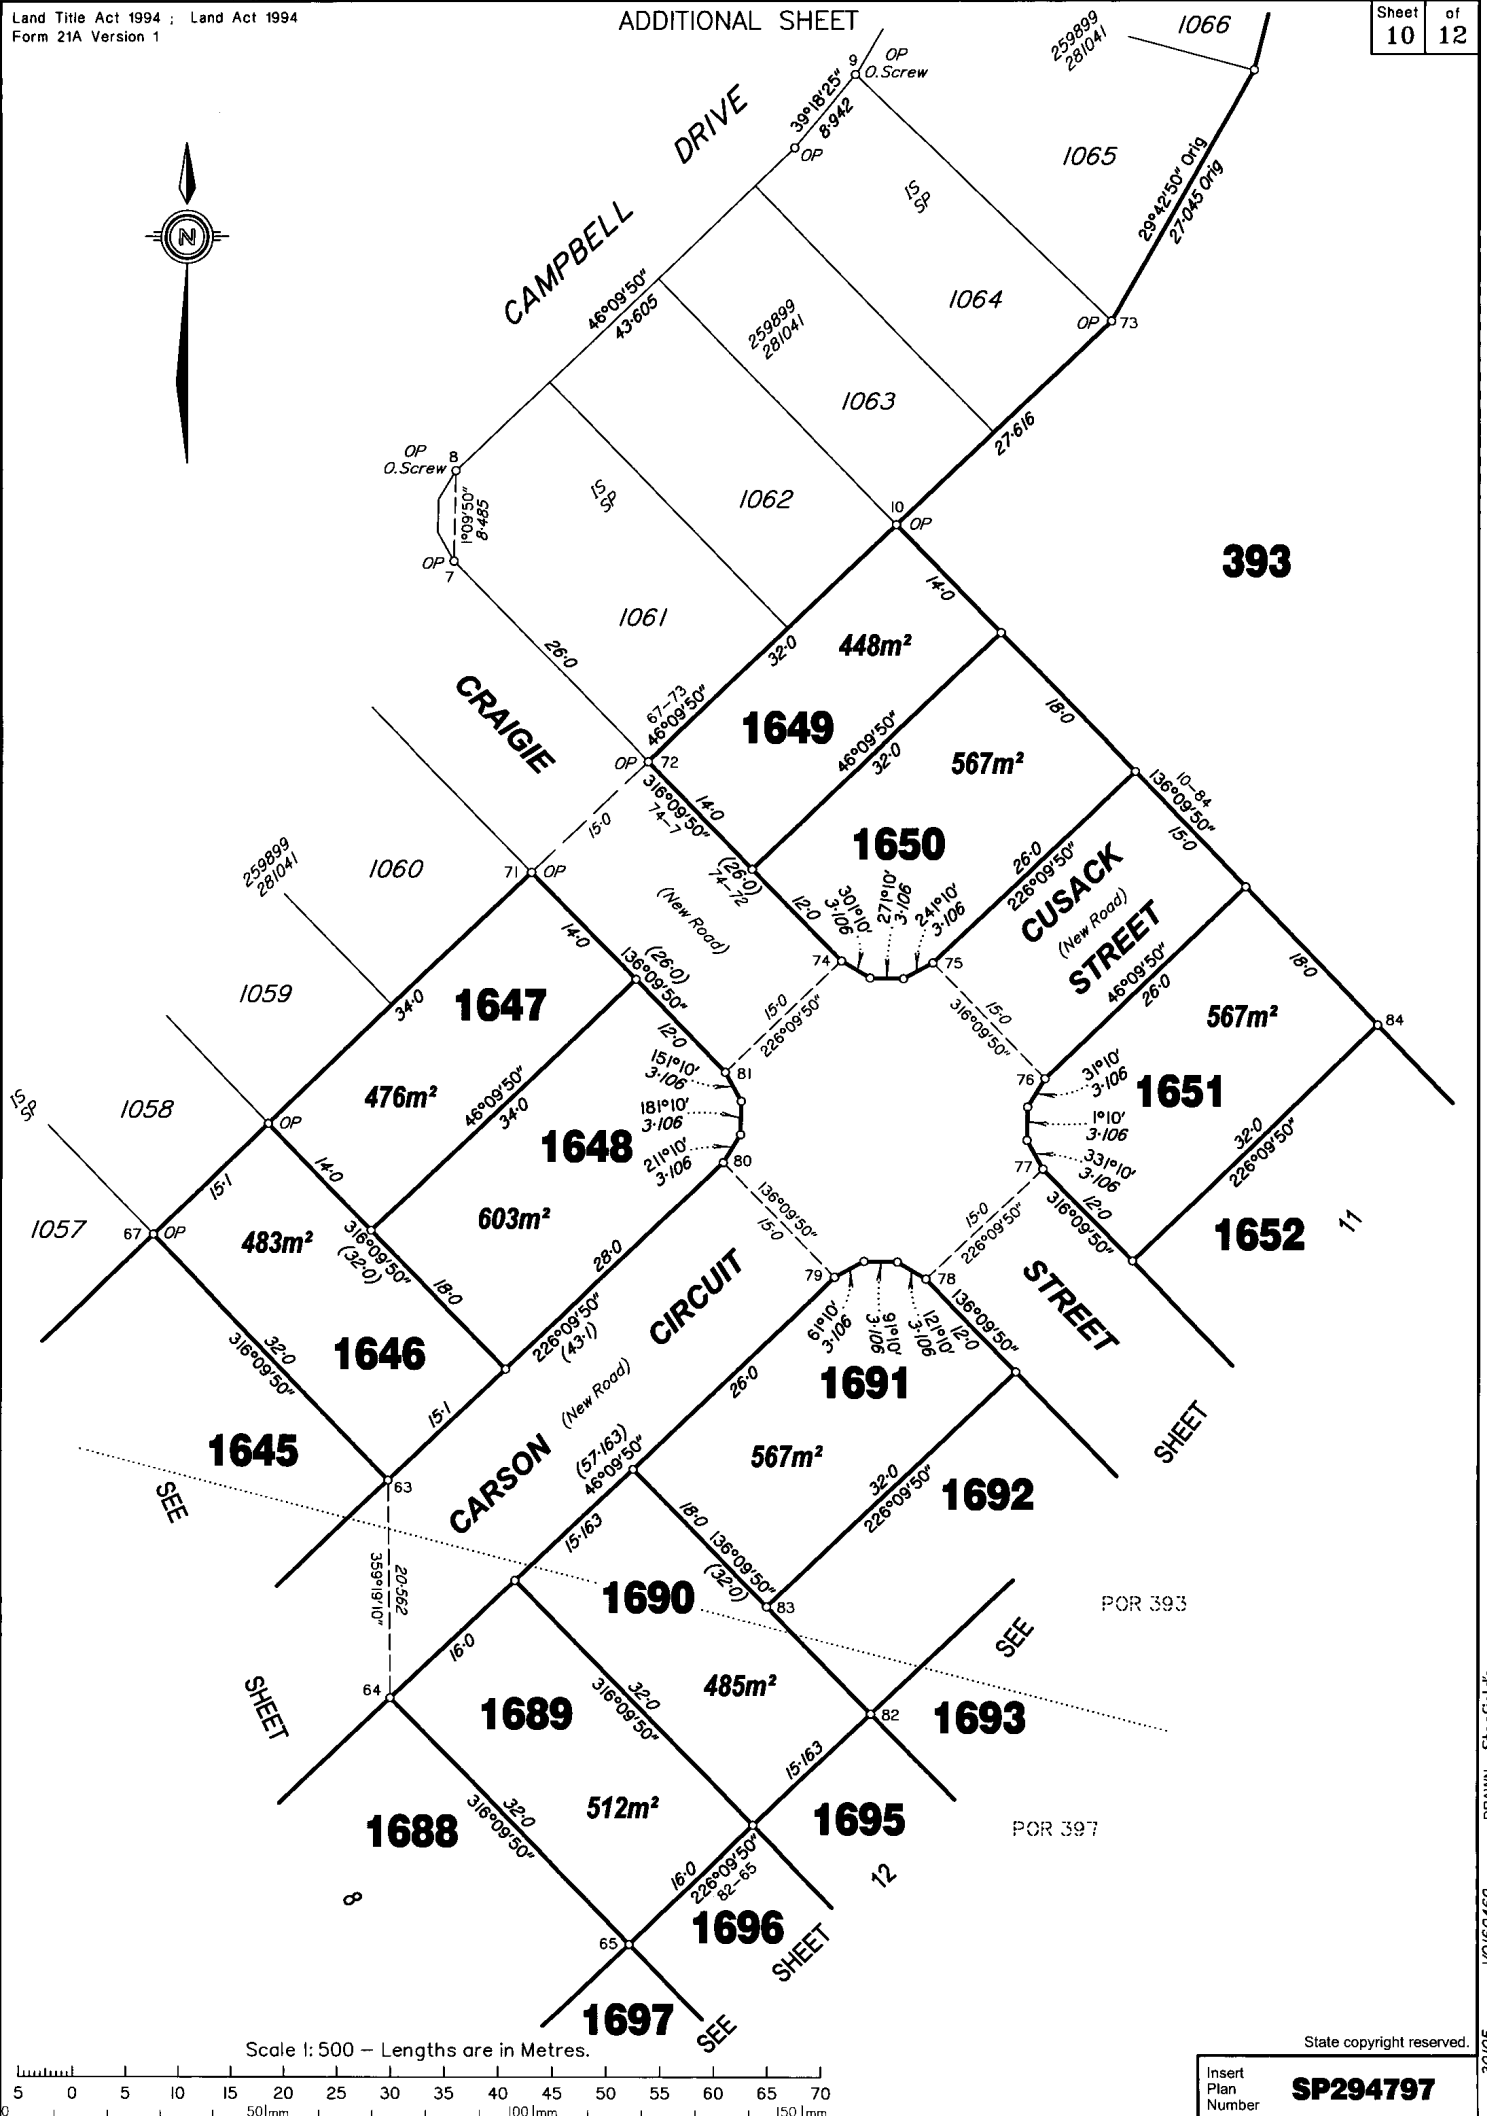 Land Title Act 1994 ; Land Act 1994
Form 21A Version 1
ADDITIONAL SHEET
Sheet of
10 12
259899
281041
1066
9
OP
O.Screw
39°18'25"
8·942
OP
DRIVE
CAMPBELL
1065
29°42'50" Orig
27·045 Orig
IS
SP
N
46°09'50"
43·605
1064
259899
281041
OP 73
1063
27·616
OP
O.Screw
8
1°09'50"
8·485
OP
7
IS
SP
1062
10
OP
393
1061
26·0
14·0
32·0
448m²
CRAIGIE
67–73
46°09'50"
1649
46°09'50"
32·0
18·0
567m²
OP 72
316°09'50"
74–7
14·0
10–84
136°09'50"
15·0
15·0
1650
26·0
226°09'50"
CUSACK
(New Road)
STREET
259899
281041
1060
71 OP
(26·0)
74–72
12·0
301°10'
3·106
271°10'
3·106
241°10'
3·106
(New Road)
14·0
74
75
(26·0)
136°09'50"
1059
34·0
1647
46°09'50"
26·0
18·0
15·0
226°09'50"
15·0
316°09'50"
567m²
84
12·0
476m²
46°09'50"
34·0
151°10'
3·106
81
76
31°10'
3·106
1651
IS
SP
1058
OP
181°10'
3·106
1°10'
3·106
1648
211°10'
3·106
80
77
331°10'
3·106
32·0
226°09'50"
15·1
14·0
1057
67 OP
483m²
316°09'50"
(32·0)
603m²
136°09'50"
15·0
15·0
226°09'50"
12·0
316°09'50"
1652
11
28·0
18·0
79
78
CIRCUIT
STREET
226°09'50"
(43·1)
61°10'
3·106
91°10'
3·106
121°10'
3·106
136°09'50"
12·0
32·0
316°09'50"
1646
(New Road)
26·0
1691
15·1
1645
SHEET
SEE
63
CARSON
(57·163)
46°09'50"
567m²
32·0
226°09'50"
1692
15·163
18·0
136°09'50"
(32·0)
20·562
359°19'10"
1690
83
POR 393
SEE
16·0
SHEET
64
1689
32·0
316°09'50"
485m²
82
1693
15·163
32·0
316°09'50"
512m²
1688
1695
POR 397
8
16·0
226°09'50"
82–65
12
1696
65
SHEET
1697
SEE
Scale 1: 500 – Lengths are in Metres.
State copyright reserved.
5 0 5 10 15 20 25 30 35 40 45 50 55 60 65 70
0 50mm 100mm 150mm
Insert
Plan
Number
SP294797